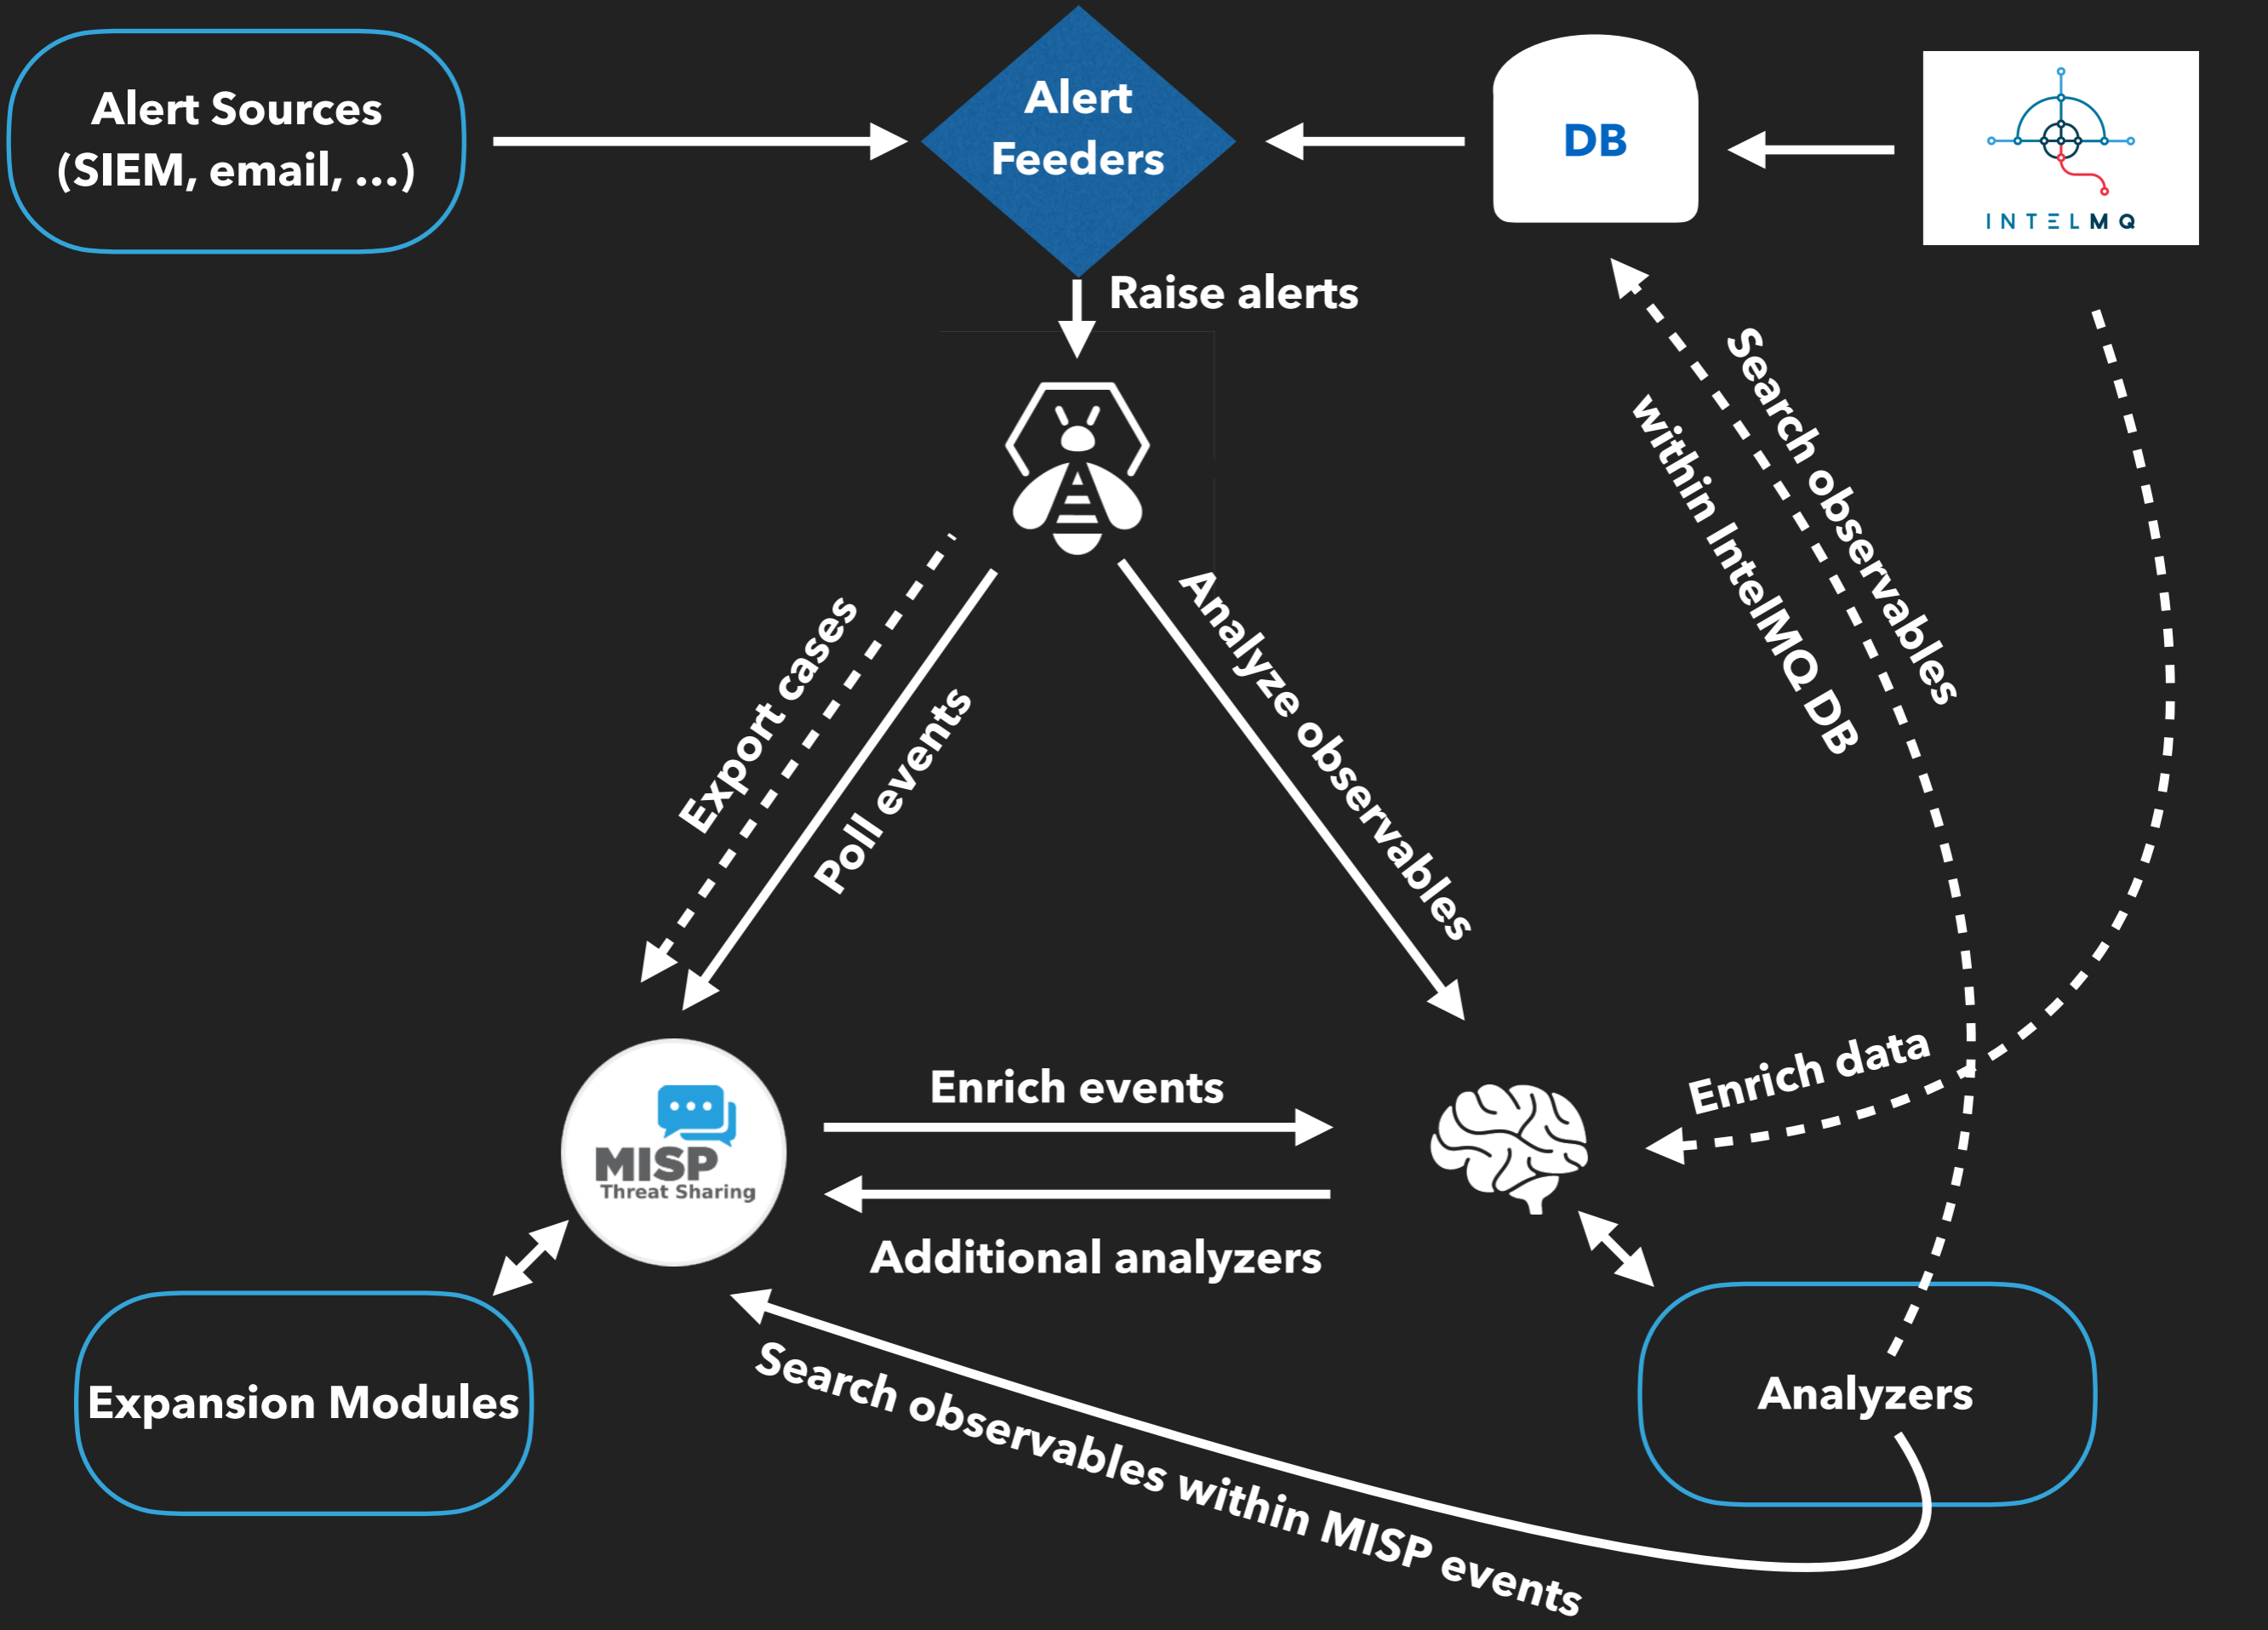 Alert Sources
(SIEM, email, ...)
Alert
Feeders
DB
INTELMQ
Raise alerts
Search observables
within IntelMQ DB
Export cases
Poll events
Analyze observables
Enrich data
Enrich events
MISP
Threat Sharing
Additional analyzers
Expansion Modules
Analyzers
Search observables within MISP events